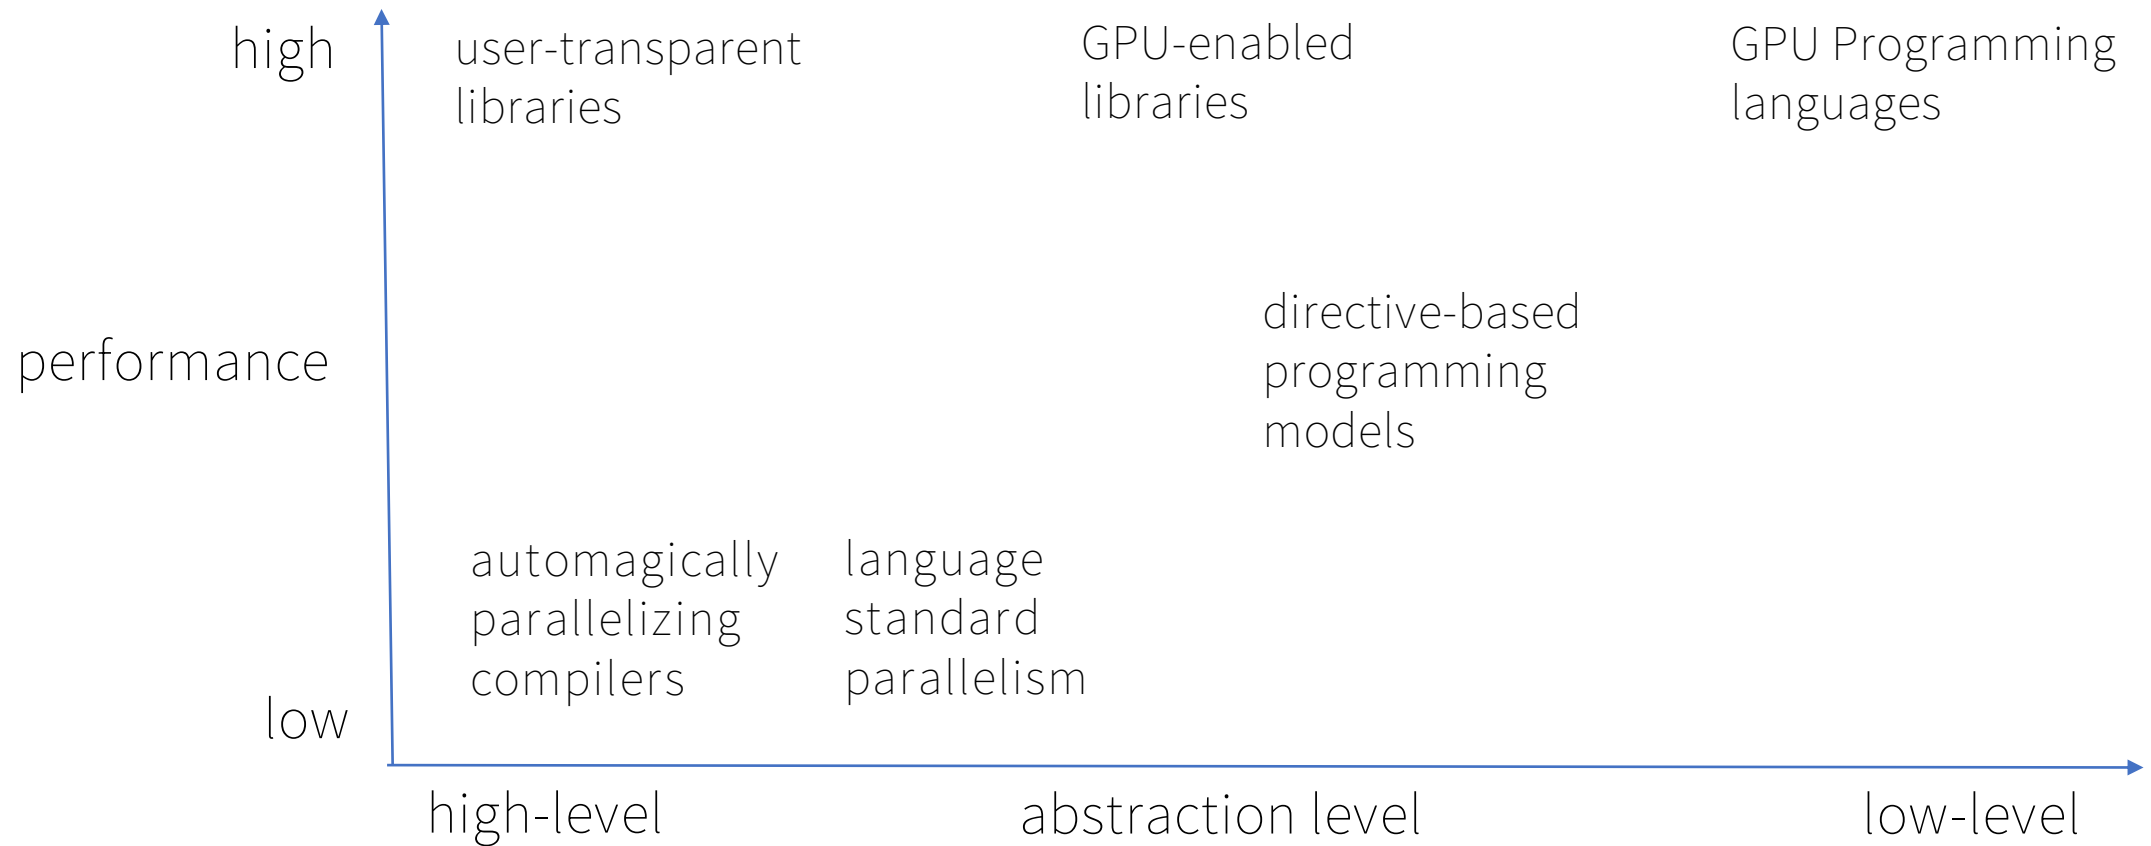 high
user-transparent
libraries
GPU-enabled
libraries
GPU Programming
languages
performance
directive-based
programming
models
automagically
parallelizing
compilers
language
standard
parallelism
low
high-level
abstraction level
low-level